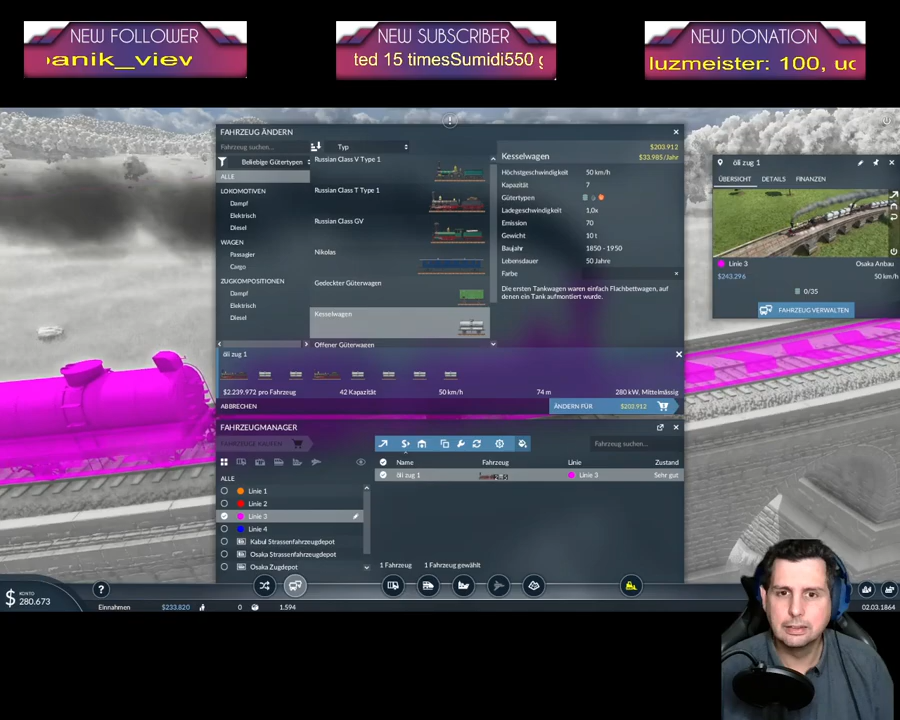 NEW FOLLOWER
anik_view
NEW SUBSCRIBER
ted 15 timesSumidi550 g
NEW DONATION
luzmeister: 100, uc
FAHRZEUG ÄNDERN
Fahrzeug suchen...
Typ
Beliebige Gütertypen
ALLE
LOKOMOTIVEN
Dampf
Elektrisch
Diesel
WAGEN
Passagier
Cargo
ZUGKOMPOSITIONEN
Dampf
Elektrisch
Diesel
Russian Class V Type 1
Russian Class T Type 1
Russian Class GV
Nikolas
Gedeckter Güterwagen
Kesselwagen
Offener Güterwagen
$203.912
Kesselwagen
$33.985/Jahr
Höchstgeschwindigkeit 50 km/h
Kapazität 7
Gütertypen
Ladegeschwindigkeit 1,0x
Emission 70
Gewicht 10 t
Baujahr 1850 - 1950
Lebensdauer 50 Jahre
Farbe
Die ersten Tankwagen waren einfach Flachbettwagen, auf
denen ein Tank aufmontiert wurde.
öli zug 1
$2.239.972 pro Fahrzeug 42 Kapazität 50 km/h 74 m 280 kW, Mittelmässig
ABBRECHEN
ÄNDERN FÜR $203.912
FAHRZEUGMANAGER
FAHRZEUGE KAUFEN
Fahrzeug suchen...
ALLE
Linie 1
Linie 2
Linie 3
Linie 4
Kabul Strassenfahrzeugdepot
Osaka Strassenfahrzeugdepot
Osaka Zugdepot
Name Fahrzeug Linie Zustand
öli zug 1 Linie 3 Sehr gut
1 Fahrzeug 1 Fahrzeug gewählt
öli zug 1
ÜBERSICHT DETAILS FINANZEN
Linie 3 Osaka Anbau
$243.296 50 km/h
0/35
FAHRZEUG VERWALTEN
KONTO
$ 280.673
?
Einnahmen $233.820 0 1.594
02.03.1864